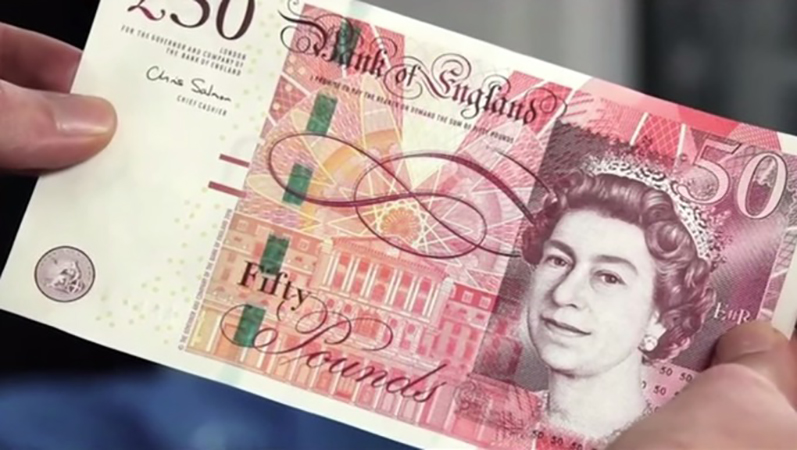 £50
FOR THE GOVERNOR AND COMPANY OF
THE BANK OF ENGLAND
LONDON
Chris Salmon
CHIEF CASHIER
Bank of England
I PROMISE TO PAY THE BEARER ON DEMAND THE SUM OF FIFTY POUNDS
Fifty
Pounds
50
EIIR
50 50
50 50 50